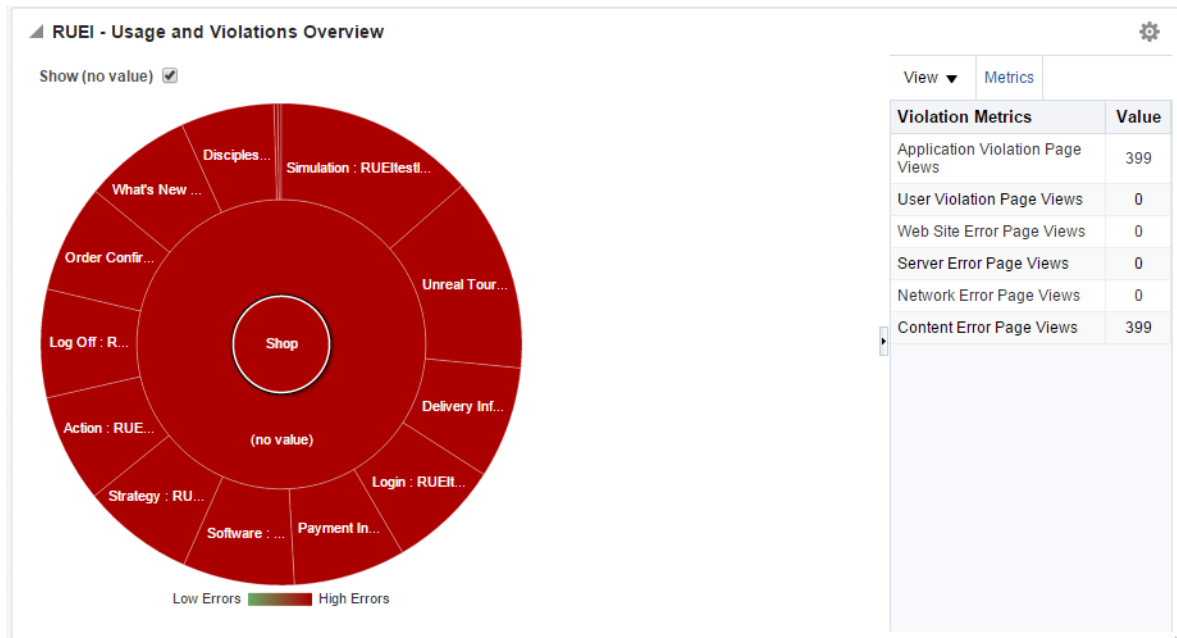 RUEI - Usage and Violations Overview
Show (no value)
View
Metrics
Violation Metrics
Value
Application Violation Page
Views
399
User Violation Page Views
0
Web Site Error Page Views
0
Server Error Page Views
0
Network Error Page Views
0
Content Error Page Views
399
Disciples...
Simulation : RUEItestl...
What's New ...
Order Confir...
Unreal Tour...
Log Off : R...
Shop
Delivery Inf...
Action : RUE...
(no value)
Login : RUEIt...
Strategy : RU...
Software : ...
Payment In...
Low Errors
High Errors